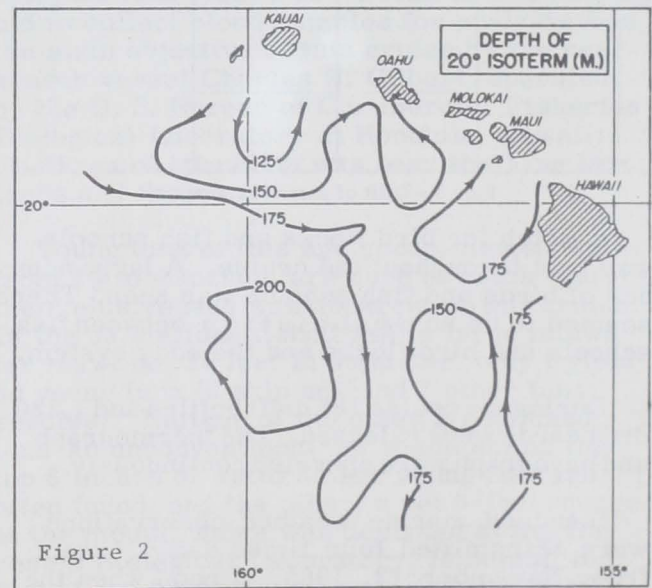 KAUAI
DEPTH OF
20° ISOTERM (M.)
OAHU
MOLOKAI
MAUI
HAWAII
125
150
20°
175
175
200
150
175
175
175
Figure 2
160°
155°